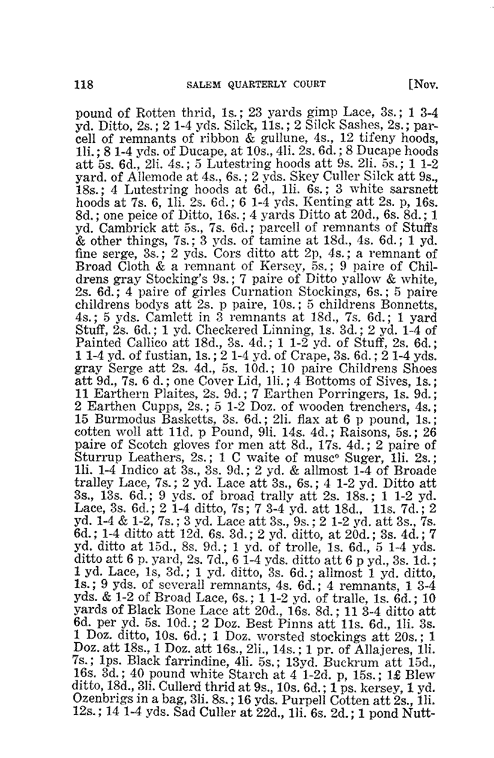 118 SALEM QUARTERLY COURT [Nov.
pound of Rotten thrid, 1s.; 23 yards gimp Lace, 3s.; 1 3-4
yd. Ditto, 2s.; 2 1-4 yds. Silck, 11s.; 2 Silck Sashes, 2s.; par-
cell of remnants of ribbon & gullune, 4s., 12 tifeny hoods,
1li.; 8 1-4 yds. of Ducape, at 10s., 4li. 2s. 6d.; 8 Ducape hoods
att 5s. 6d., 2li. 4s.; 5 Lutestring hoods att 9s. 2li. 5s.; 1 1-2
yard. of Allemode at 4s., 6s.; 2 yds. Skey Culler Silck att 9s.,
18s.; 4 Lutestring hoods at 6d., 1li. 6s.; 3 white sarsnett
hoods at 7s. 6, 1li. 2s. 6d.; 6 1-4 yds. Kenting att 2s. p, 16s.
8d.; one peice of Ditto, 16s.; 4 yards Ditto at 20d., 6s. 8d.; 1
yd. Cambrick att 5s., 7s. 6d.; parcell of remnants of Stuffs
& other things, 7s.; 3 yds. of tamine at 18d., 4s. 6d.; 1 yd.
fine serge, 3s.; 2 yds. Cors ditto att 2p, 4s.; a remnant of
Broad Cloth & a remnant of Kersey, 5s.; 9 paire of Chil-
drens gray Stocking's 9s.; 7 paire of Ditto yallow & white,
2s. 6d.; 4 paire of girles Curnation Stockings, 6s.; 5 paire
childrens bodys att 2s. p paire, 10s.; 5 childrens Bonnetts,
4s.; 5 yds. Camlett in 3 remnants at 18d., 7s. 6d.; 1 yard
Stuff, 2s. 6d.; 1 yd. Checkered Linning, 1s. 3d.; 2 yd. 1-4 of
Painted Callico att 18d., 3s. 4d.; 1 1-2 yd. of Stuff, 2s. 6d.;
1 1-4 yd. of fustian, 1s.; 2 1-4 yd. of Crape, 3s. 6d.; 2 1-4 yds.
gray Serge att 2s. 4d., 5s. 10d.; 10 paire Childrens Shoes
att 9d., 7s. 6 d.; one Cover Lid, 1li.; 4 Bottoms of Sives, 1s.;
11 Earthern Plaites, 2s. 9d.; 7 Earthen Porringers, 1s. 9d.;
2 Earthen Cupps, 2s.; 5 1-2 Doz. of wooden trenchers, 4s.;
15 Burmodus Basketts, 3s. 6d.; 2li. flax at 6 p pound, 1s.;
cotten woll att 11d. p Pound, 9li. 14s. 4d.; Raisons, 5s.; 26
paire of Scotch gloves for men att 8d., 17s. 4d.; 2 paire of
Sturrup Leathers, 2s.; 1 C waite of musc° Suger, 1li. 2s.;
1li. 1-4 Indico at 3s., 3s. 9d.; 2 yd. & allmost 1-4 of Broade
tralley Lace, 7s.; 2 yd. Lace att 3s., 6s.; 4 1-2 yd. Ditto att
3s., 13s. 6d.; 9 yds. of broad trally att 2s. 18s.; 1 1-2 yd.
Lace, 3s. 6d.; 2 1-4 ditto, 7s; 7 3-4 yd. att 18d., 11s. 7d.; 2
yd. 1-4 & 1-2, 7s.; 3 yd. Lace att 3s., 9s.; 2 1-2 yd. att 3s., 7s.
6d.; 1-4 ditto att 12d. 6s. 3d.; 2 yd. ditto, at 20d.; 3s. 4d.; 7
yd. ditto at 15d., 8s. 9d.; 1 yd. of trolle, 1s. 6d., 5 1-4 yds.
ditto att 6 p. yard, 2s. 7d., 6 1-4 yds. ditto att 6 p yd., 3s. 1d.;
1 yd. Lace, 1s, 3d.; 1 yd. ditto, 3s. 6d.; allmost 1 yd. ditto,
1s.; 9 yds. of severall remnants, 4s. 6d.; 4 remnants, 1 3-4
yds. & 1-2 of Broad Lace, 6s.; 1 1-2 yd. of tralle, 1s. 6d.; 10
yards of Black Bone Lace att 20d., 16s. 8d.; 11 3-4 ditto att
6d. per yd. 5s. 10d.; 2 Doz. Best Pinns att 11s. 6d., 1li. 3s.
1 Doz. ditto, 10s. 6d.; 1 Doz. worsted stockings att 20s.; 1
Doz. att 18s., 1 Doz. att 16s., 2li., 14s.; 1 pr. of Allajeres, 1li.
7s.; 1ps. Black farrindine, 4li. 5s.; 13yd. Buckrum att 15d.,
16s. 3d.; 40 pound white Starch at 4 1-2d. p, 15s.; 1£ Blew
ditto, 18d., 3li. Cullerd thrid at 9s., 10s. 6d.; 1 ps. kersey, 1 yd.
Ozenbrigs in a bag, 3li. 8s.; 16 yds. Purpell Cotten att 2s., 1li.
12s.; 14 1-4 yds. Sad Culler at 22d., 1li. 6s. 2d.; 1 pond Nutt-